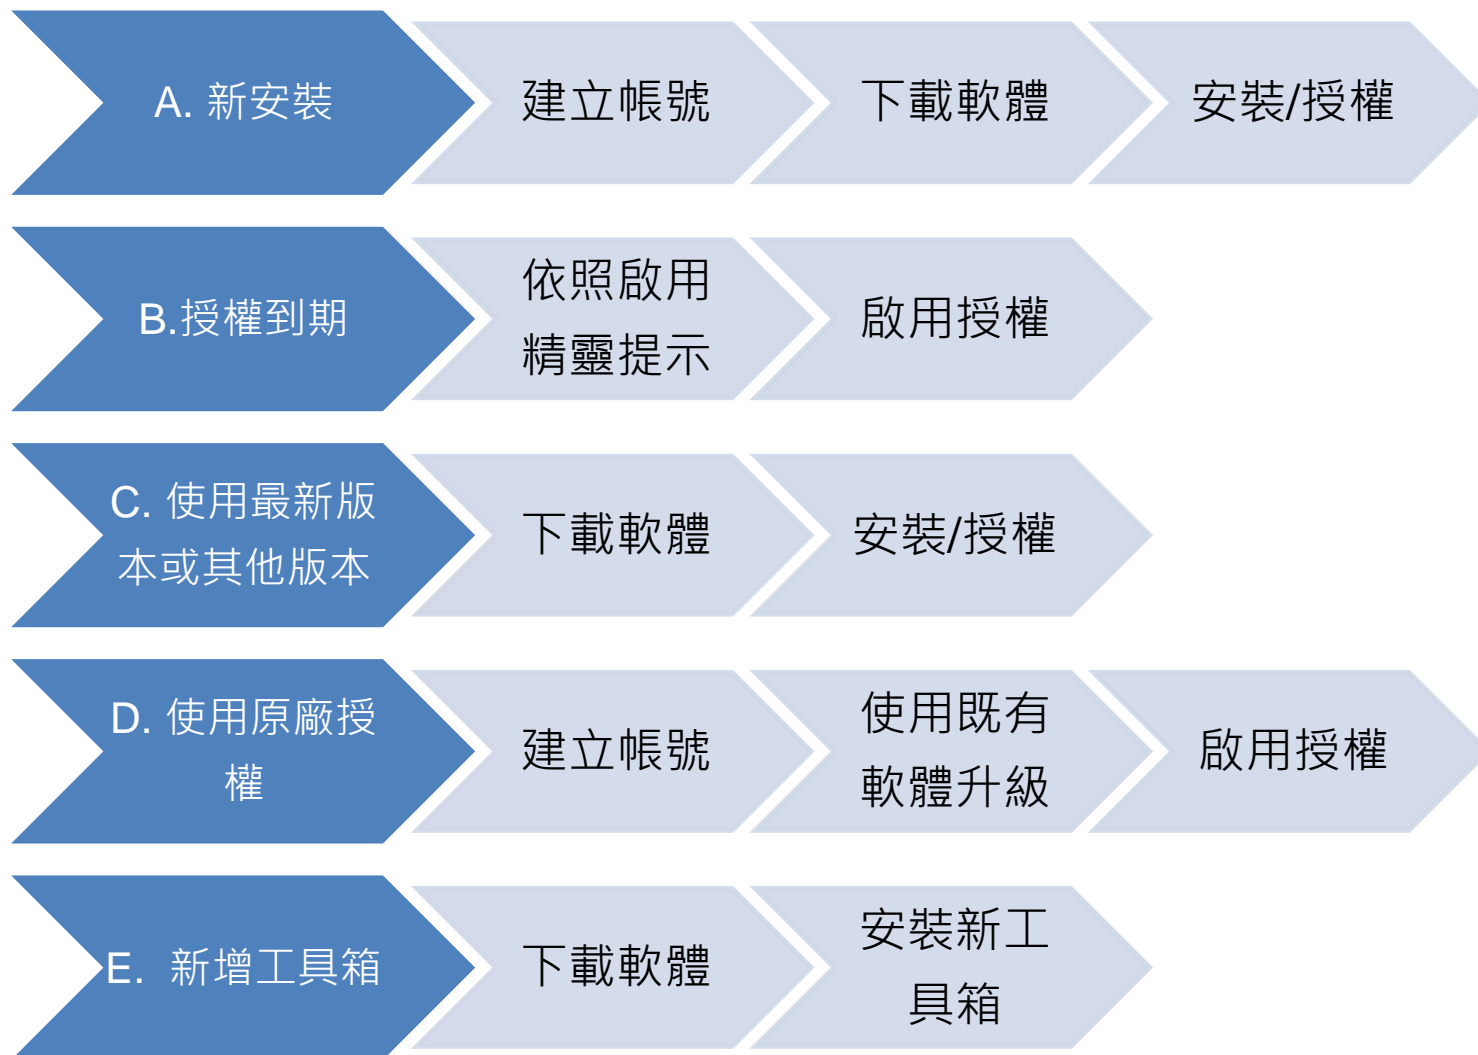 A. 新安裝
建立帳號
下載軟體
安裝/授權
B.授權到期
依照啟用
精靈提示
啟用授權
C. 使用最新版
本或其他版本
下載軟體
安裝/授權
D. 使用原廠授
權
建立帳號
使用既有
軟體升級
啟用授權
E. 新增工具箱
下載軟體
安裝新工
具箱